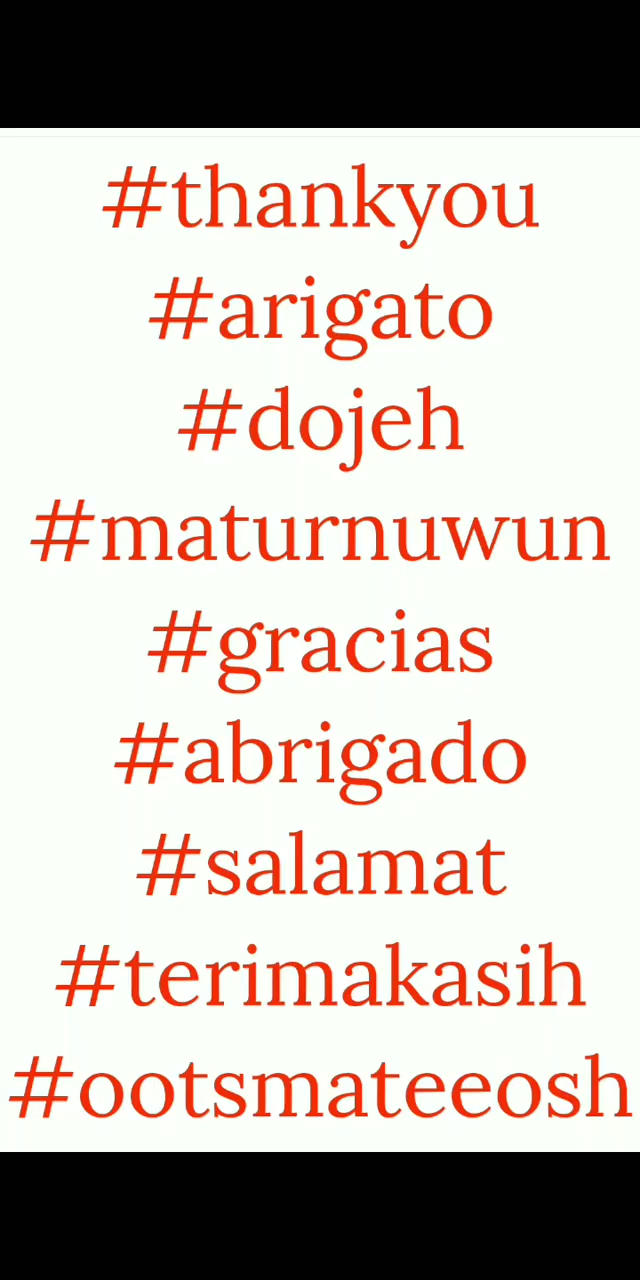 #thankyou
#arigato
#dojeh
#maturnuwun
#gracias
#abrigado
#salamat
#terimakasih
#ootsmateeosh